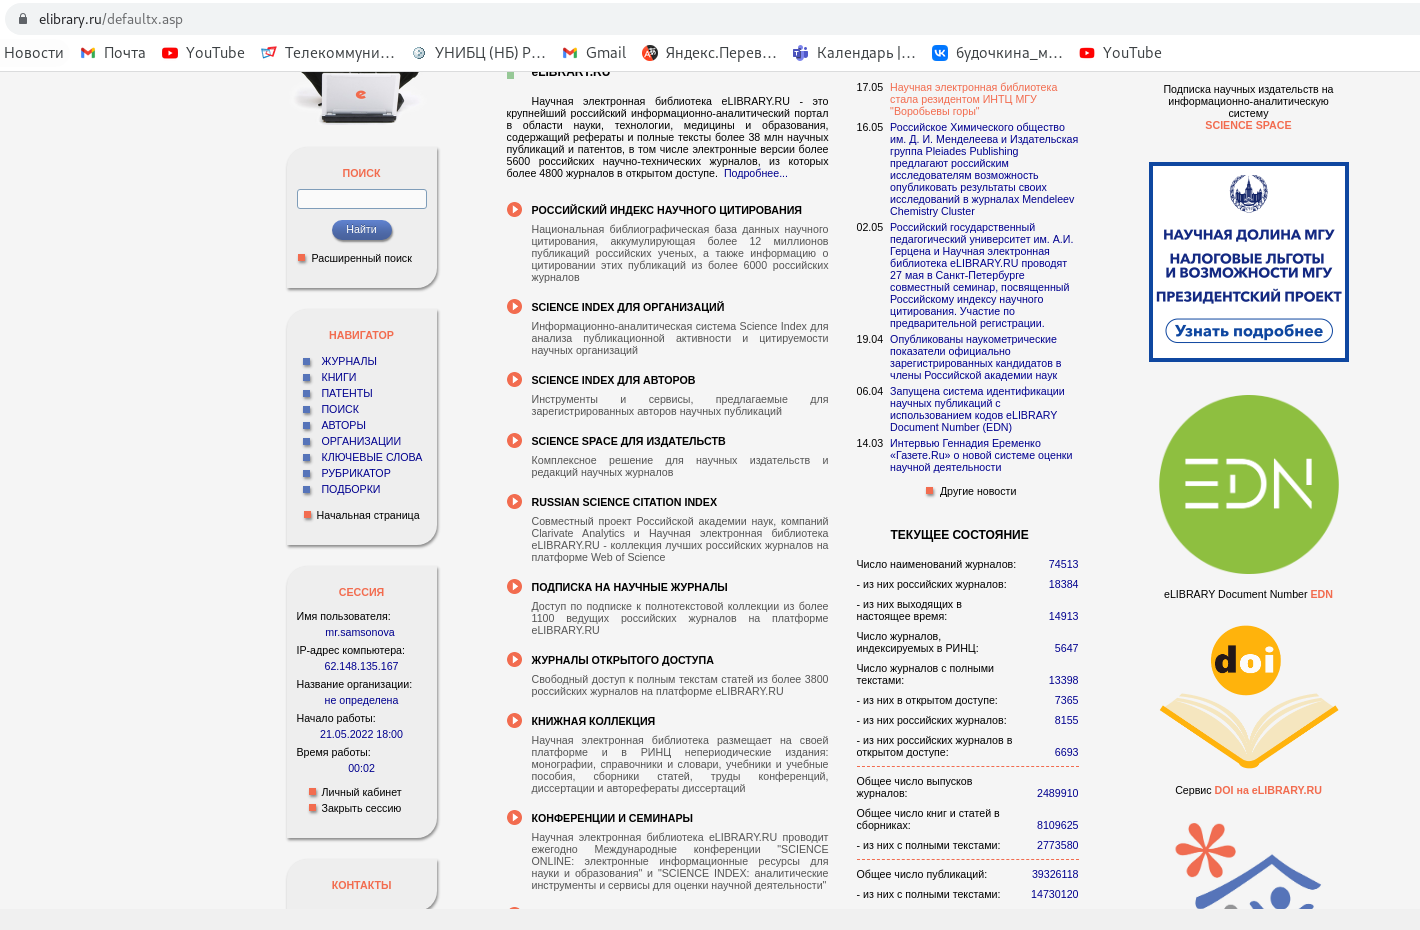 elibrary.ru/defaultx.asp
Новости Почта YouTube Телекоммуни... УНИБЦ (НБ) Р... Gmail Яндекс.Перев... Календарь |... будочкина_м... YouTube
e
ПОИСК
Найти
Расширенный поиск
НАВИГАТОР
ЖУРНАЛЫ
КНИГИ
ПАТЕНТЫ
ПОИСК
АВТОРЫ
ОРГАНИЗАЦИИ
КЛЮЧЕВЫЕ СЛОВА
РУБРИКАТОР
ПОДБОРКИ
Начальная страница
СЕССИЯ
Имя пользователя:
mr.samsonova
IP-адрес компьютера:
62.148.135.167
Название организации:
не определена
Начало работы:
21.05.2022 18:00
Время работы:
00:02
Личный кабинет
Закрыть сессию
КОНТАКТЫ
eLIBRARY.RU
Научная электронная библиотека eLIBRARY.RU - это
крупнейший российский информационно-аналитический портал
в области науки, технологии, медицины и образования,
содержащий рефераты и полные тексты более 38 млн научных
публикаций и патентов, в том числе электронные версии более
5600 российских научно-технических журналов, из которых
более 4800 журналов в открытом доступе. Подробнее...
РОССИЙСКИЙ ИНДЕКС НАУЧНОГО ЦИТИРОВАНИЯ
Национальная библиографическая база данных научного
цитирования, аккумулирующая более 12 миллионов
публикаций российских ученых, а также информацию о
цитировании этих публикаций из более 6000 российских
журналов
SCIENCE INDEX ДЛЯ ОРГАНИЗАЦИЙ
Информационно-аналитическая система Science Index для
анализа публикационной активности и цитируемости
научных организаций
SCIENCE INDEX ДЛЯ АВТОРОВ
Инструменты и сервисы, предлагаемые для
зарегистрированных авторов научных публикаций
SCIENCE SPACE ДЛЯ ИЗДАТЕЛЬСТВ
Комплексное решение для научных издательств и
редакций научных журналов
RUSSIAN SCIENCE CITATION INDEX
Совместный проект Российской академии наук, компаний
Clarivate Analytics и Научная электронная библиотека
eLIBRARY.RU - коллекция лучших российских журналов на
платформе Web of Science
ПОДПИСКА НА НАУЧНЫЕ ЖУРНАЛЫ
Доступ по подписке к полнотекстовой коллекции из более
1100 ведущих российских журналов на платформе
eLIBRARY.RU
ЖУРНАЛЫ ОТКРЫТОГО ДОСТУПА
Свободный доступ к полным текстам статей из более 3800
российских журналов на платформе eLIBRARY.RU
КНИЖНАЯ КОЛЛЕКЦИЯ
Научная электронная библиотека размещает на своей
платформе и в РИНЦ непериодические издания:
монографии, справочники и словари, учебники и учебные
пособия, сборники статей, труды конференций,
диссертации и авторефераты диссертаций
КОНФЕРЕНЦИИ И СЕМИНАРЫ
Научная электронная библиотека eLIBRARY.RU проводит
ежегодно Международные конференции "SCIENCE
ONLINE: электронные информационные ресурсы для
науки и образования" и "SCIENCE INDEX: аналитические
инструменты и сервисы для оценки научной деятельности"
17.05 Научная электронная библиотека
стала резидентом ИНТЦ МГУ
"Воробьевы горы"
16.05 Российское Химического общество
им. Д. И. Менделеева и Издательская
группа Pleiades Publishing
предлагают российским
исследователям возможность
опубликовать результаты своих
исследований в журналах Mendeleev
Chemistry Cluster
02.05 Российский государственный
педагогический университет им. А.И.
Герцена и Научная электронная
библиотека eLIBRARY.RU проводят
27 мая в Санкт-Петербурге
совместный семинар, посвященный
Российскому индексу научного
цитирования. Участие по
предварительной регистрации.
19.04 Опубликованы наукометрические
показатели официально
зарегистрированных кандидатов в
члены Российской академии наук
06.04 Запущена система идентификации
научных публикаций с
использованием кодов eLIBRARY
Document Number (EDN)
14.03 Интервью Геннадия Еременко
«Газете.Ru» о новой системе оценки
научной деятельности
Другие новости
ТЕКУЩЕЕ СОСТОЯНИЕ
Число наименований журналов: 74513
- из них российских журналов: 18384
- из них выходящих в
настоящее время: 14913
Число журналов,
индексируемых в РИНЦ: 5647
Число журналов с полными
текстами: 13398
- из них в открытом доступе: 7365
- из них российских журналов: 8155
- из них российских журналов в
открытом доступе: 6693
Общее число выпусков
журналов: 2489910
Общее число книг и статей в
сборниках: 8109625
- из них с полными текстами: 2773580
Общее число публикаций: 39326118
- из них с полными текстами: 14730120
Подписка научных издательств на
информационно-аналитическую
систему
SCIENCE SPACE
НАУЧНАЯ ДОЛИНА МГУ
НАЛОГОВЫЕ ЛЬГОТЫ
И ВОЗМОЖНОСТИ МГУ
ПРЕЗИДЕНТСКИЙ ПРОЕКТ
Узнать подробнее
EDN
eLIBRARY Document Number EDN
doi
Сервис DOI на eLIBRARY.RU